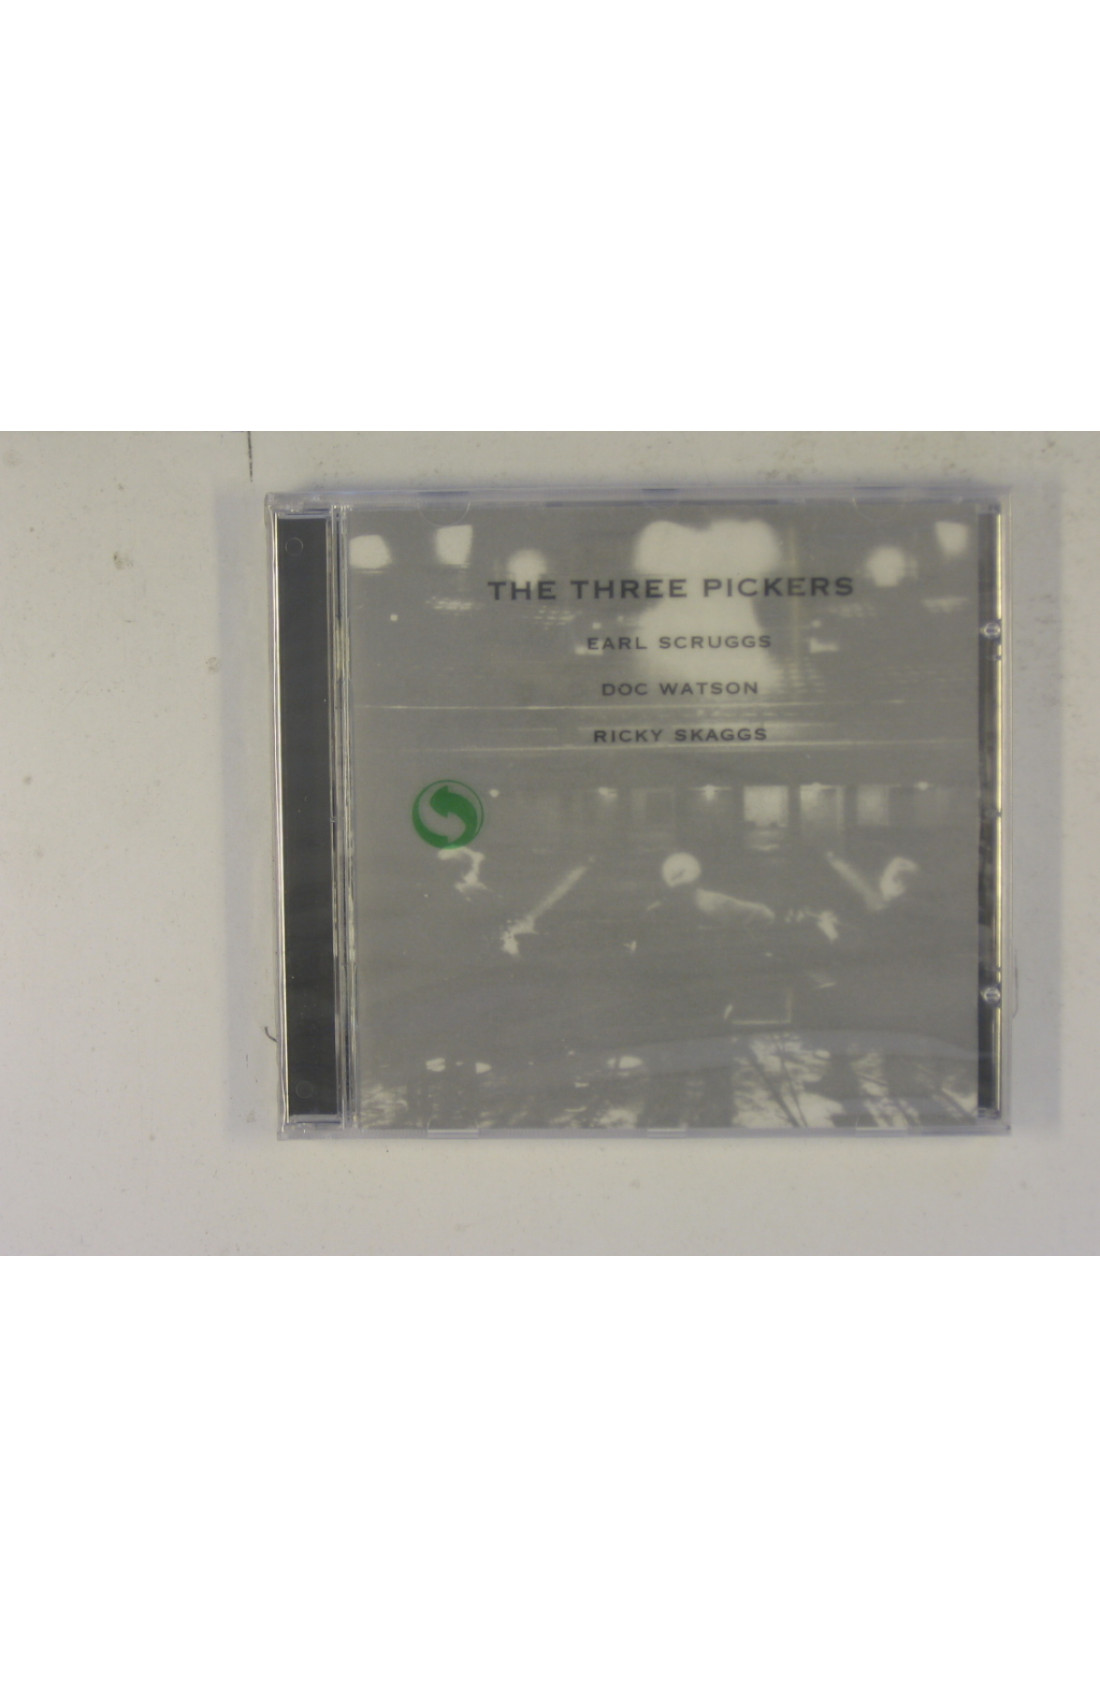 THE THREE PICKERS
EARL SCRUGGS
DOC WATSON
RICKY SKAGGS